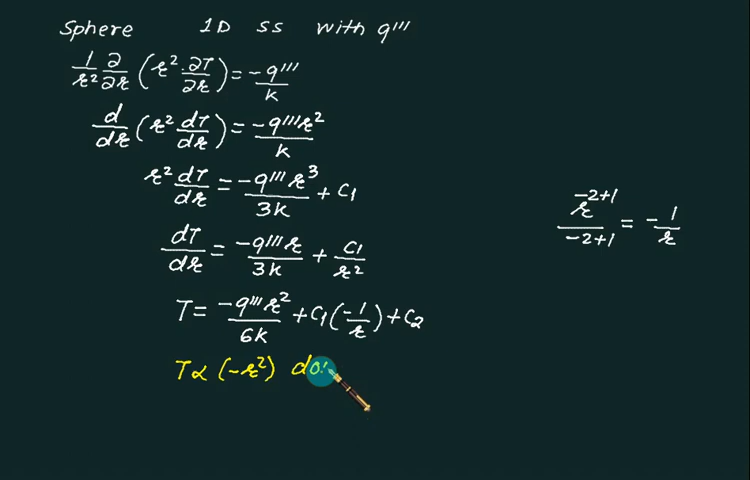 Sphere 1D ss with q'''
1/r² ∂/∂r (r² · ∂T/∂r) = -q'''/k
d/dr (r² dT/dr) = -q'''r²/k
r² dT/dr = -q'''r³/3k + C₁
r^(-2+1)/(-2+1) = -1/r
dT/dr = -q'''r/3k + C₁/r²
T = -q'''r²/6k + C₁(-1/r) + C₂
T ∝ (-r²)